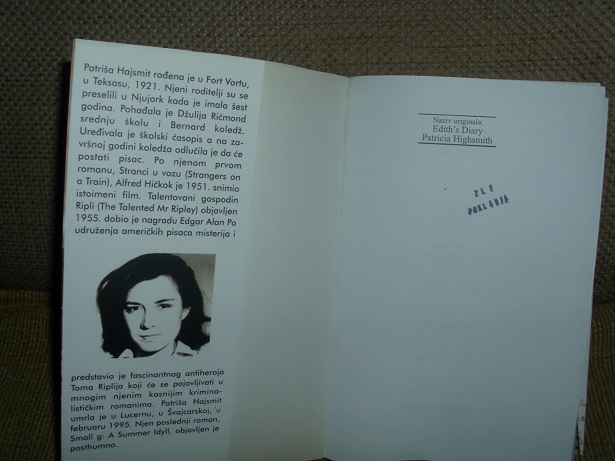 Patriša Hajsmit rođena je u Fort Vortu,
u Teksasu, 1921. Njeni roditelji su se
preselili u Njujork kada je imala šest
godina. Pohađala je Džulija Ričmond
srednju školu i Bernard koledž.
Uređivala je školski časopis a na za-
vršnoj godini koledža odlučila je da će
postati pisac. Po njenom prvom
romanu, Stranci u vozu (Strangers on
a Train), Alfred Hičkok je 1951. snimio
istoimeni film. Talentovani gospodin
Ripli (The Talented Mr Ripley) objavljen
1955. dobio je nagradu Edgar Alan Po
udruženja američkih pisaca misterija i
predstavio je fascinantnog antiheroja
Toma Riplija koji će se pojavljivati u
mnogim njenim kasnijim krimina-
lističkim romanima. Patriša Hajsmit
umrla je u Lucernu, u Švajcarskoj, u
februaru 1995. Njen poslednji roman,
Small g: A Summer Idyll, objavljen je
posthumno.
Naziv originala:
Edith's Diary
Patricia Highsmith
ZLF
POKLANJA